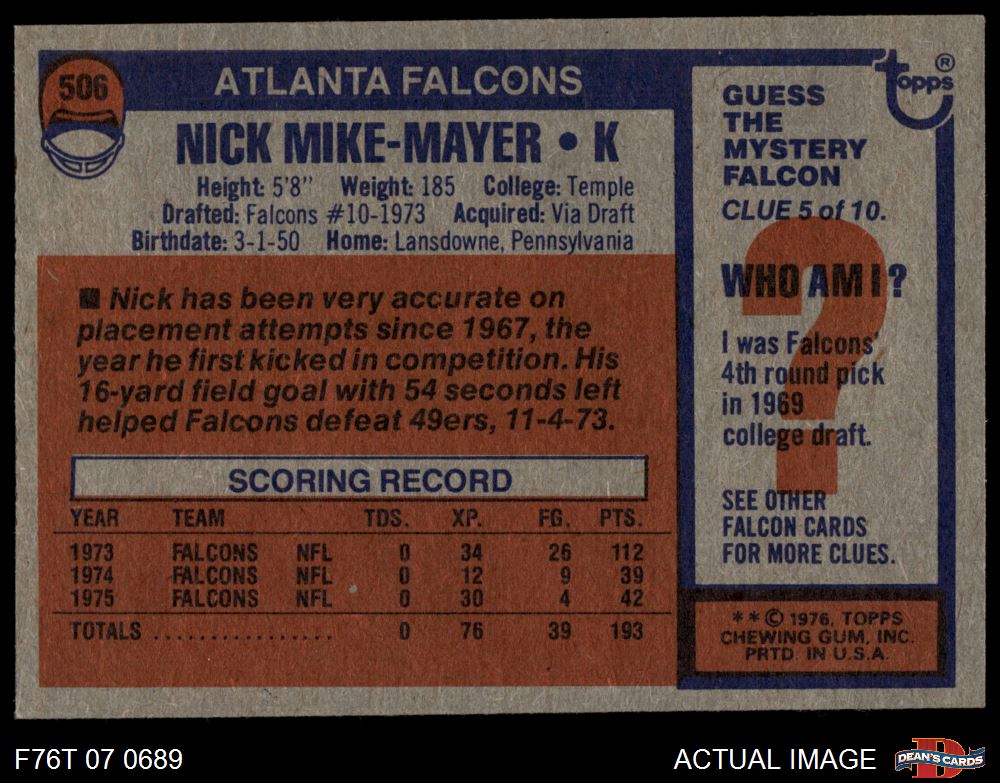 506
ATLANTA FALCONS
NICK MIKE-MAYER • K
Height: 5'8" Weight: 185 College: Temple
Drafted: Falcons #10-1973 Acquired: Via Draft
Birthdate: 3-1-50 Home: Lansdowne, Pennsylvania
■ Nick has been very accurate on
placement attempts since 1967, the
year he first kicked in competition. His
16-yard field goal with 54 seconds left
helped Falcons defeat 49ers, 11-4-73.
SCORING RECORD
YEAR TEAM TDS. XP. FG. PTS.
1973 FALCONS NFL 0 34 26 112
1974 FALCONS NFL 0 12 9 39
1975 FALCONS NFL 0 30 4 42
TOTALS ................ 0 76 39 193
Topps ®
GUESS
THE
MYSTERY
FALCON
CLUE 5 of 10.
?
WHO AM I?
I was Falcons'
4th round pick
in 1969
college draft.
SEE OTHER
FALCON CARDS
FOR MORE CLUES.
** © 1976, TOPPS
CHEWING GUM, INC.
PRTD. IN U.S.A.
F76T 07 0689
ACTUAL IMAGE
D
DEAN'S CARDS